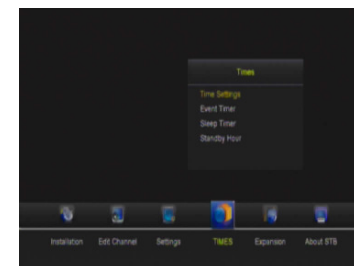 Times
Time Settings
Event Timer
Sleep Timer
Standby Hour
Installation Edit Channel Settings TIMES Expansion About STB